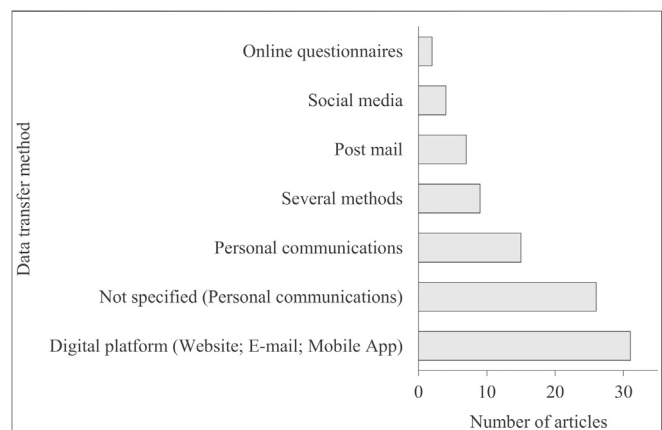 Online questionnaires
Social media
Post mail
Several methods
Personal communications
Not specified (Personal communications)
Digital platform (Website; E-mail; Mobile App)
Data transfer method
0 10 20 30
Number of articles